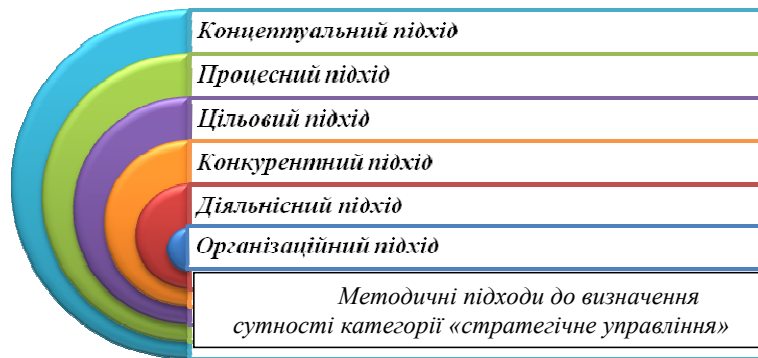 Концептуальний підхід
Процесний підхід
Цільовий підхід
Конкурентний підхід
Діяльнісний підхід
Організаційний підхід
Методичні підходи до визначення
сутності категорії «стратегічне управління»